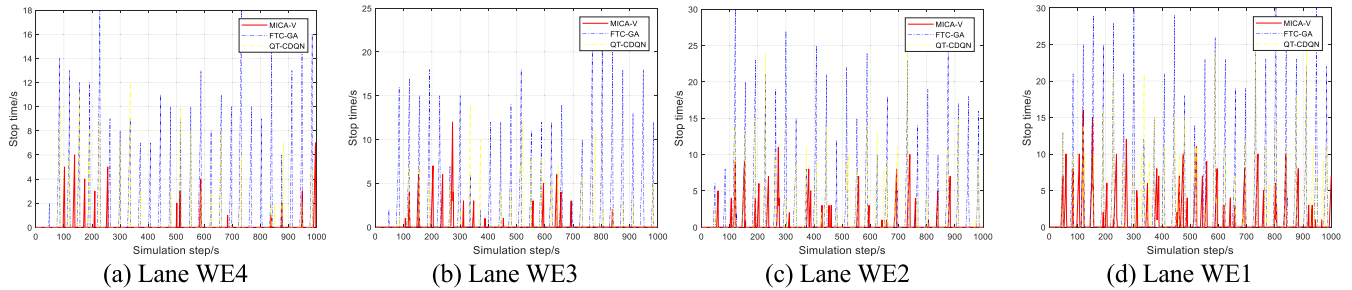 18
16
14
12
10
8
6
4
2
0
Stop time/s
MICA-V
FTC-GA
QT-CDQN
0 100 200 300 400 500 600 700 800 900 1000
Simulation step/s
(a) Lane WE4
25
20
15
10
5
0
Stop time/s
MICA-V
FTC-GA
QT-CDQN
0 100 200 300 400 500 600 700 800 900 1000
Simulation step/s
(b) Lane WE3
30
25
20
15
10
5
0
Stop time/s
MICA-V
FTC-GA
QT-CDQN
0 100 200 300 400 500 600 700 800 900 1000
Simulation step/s
(c) Lane WE2
30
25
20
15
10
5
0
Stop time/s
MICA-V
FTC-GA
QT-CDQN
0 100 200 300 400 500 600 700 800 900 1000
Simulation step/s
(d) Lane WE1